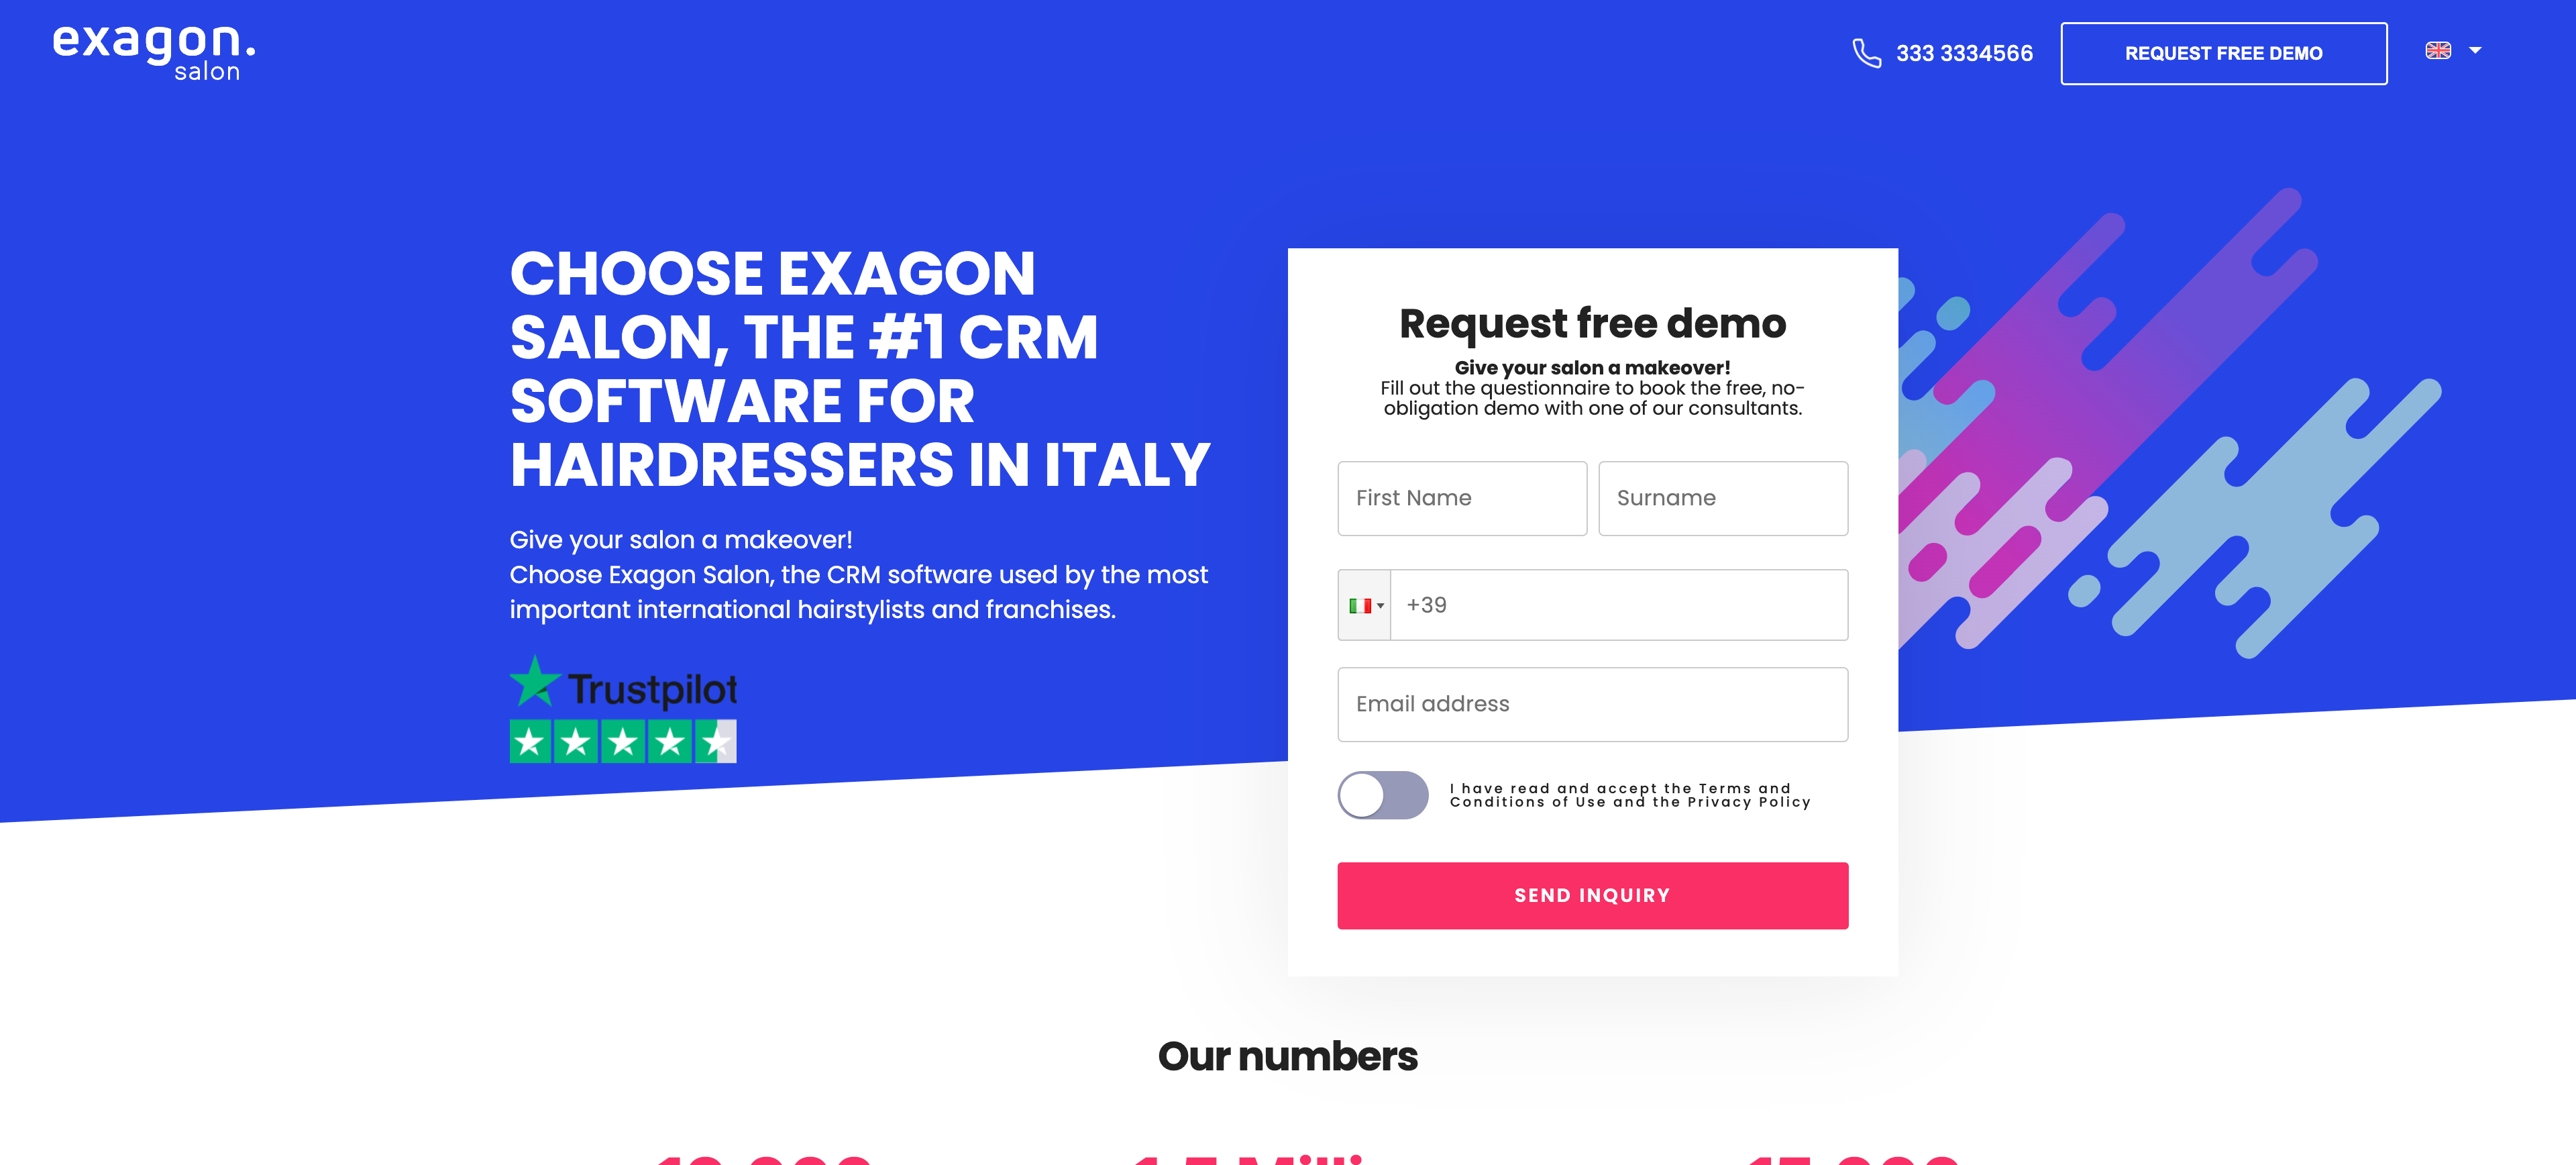 exagon.
salon
333 3334566
REQUEST FREE DEMO
CHOOSE EXAGON
SALON, THE #1 CRM
SOFTWARE FOR
HAIRDRESSERS IN ITALY
Give your salon a makeover!
Choose Exagon Salon, the CRM software used by the most
important international hairstylists and franchises.
Trustpilot
Request free demo
Give your salon a makeover!
Fill out the questionnaire to book the free, no-
obligation demo with one of our consultants.
First Name
Surname
+39
Email address
I have read and accept the Terms and
Conditions of Use and the Privacy Policy
SEND INQUIRY
Our numbers